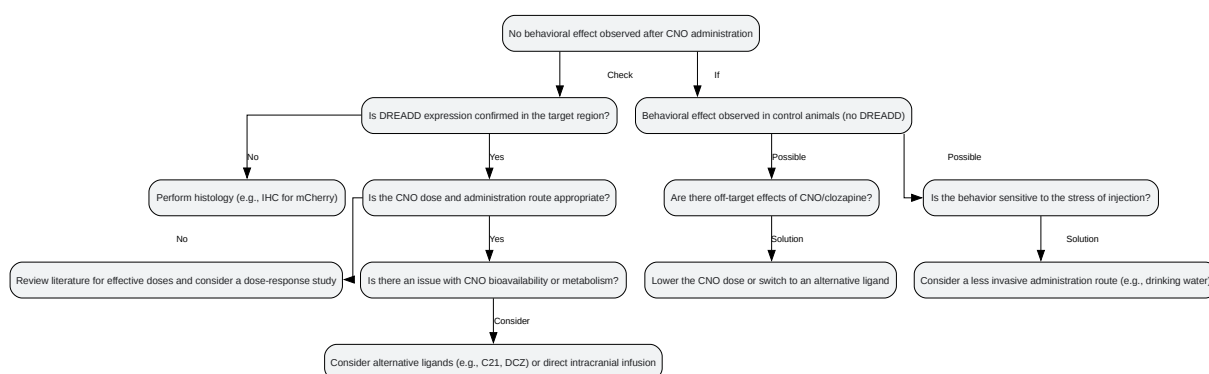 No behavioral effect observed after CNO administration
Check
If
Is DREADD expression confirmed in the target region?
Behavioral effect observed in control animals (no DREADD)
No
Yes
Possible
Possible
Perform histology (e.g., IHC for mCherry)
Is the CNO dose and administration route appropriate?
Are there off-target effects of CNO/clozapine?
Is the behavior sensitive to the stress of injection?
No
Yes
Solution
Solution
Review literature for effective doses and consider a dose-response study
Is there an issue with CNO bioavailability or metabolism?
Lower the CNO dose or switch to an alternative ligand
Consider a less invasive administration route (e.g., drinking water)
Consider
Consider alternative ligands (e.g., C21, DCZ) or direct intracranial infusion